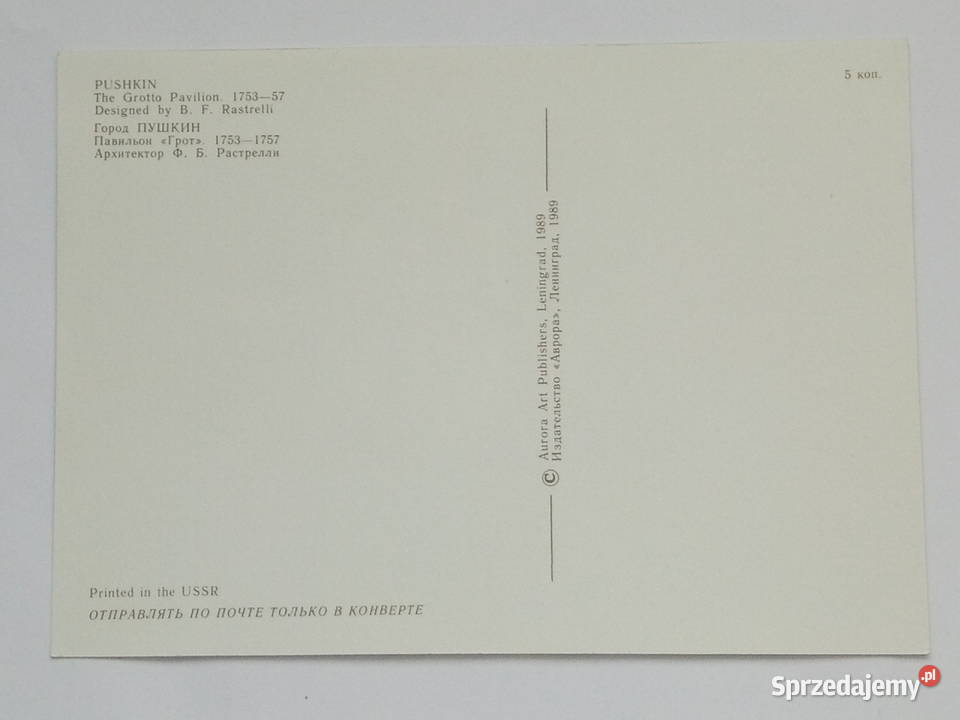 PUSHKIN
The Grotto Pavilion. 1753—57
Designed by B. F. Rastrelli
Город ПУШКИН
Павильон «Грот». 1753—1757
Архитектор Ф. Б. Растрелли
5 коп.
© Aurora Art Publishers, Leningrad, 1989
Издательство «Аврора», Ленинград, 1989
Printed in the USSR
ОТПРАВЛЯТЬ ПО ПОЧТЕ ТОЛЬКО В КОНВЕРТЕ
Sprzedajemy.pl